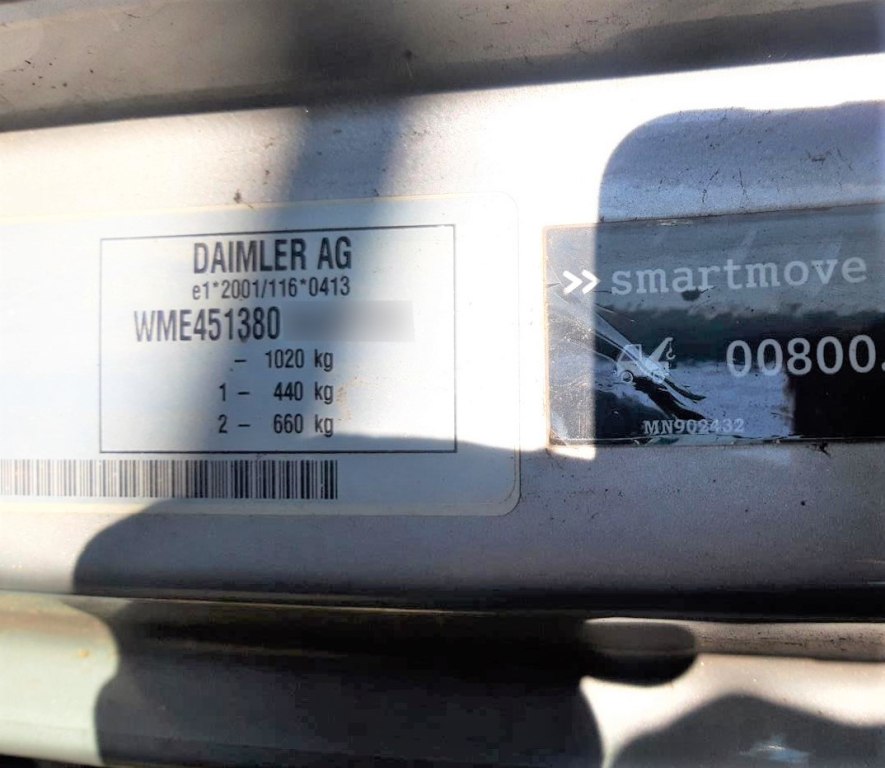 DAIMLER AG
e1*2001/116*0413
WME451380
- 1020 kg
1 - 440 kg
2 - 660 kg
>> smartmove
00800.
MN902432